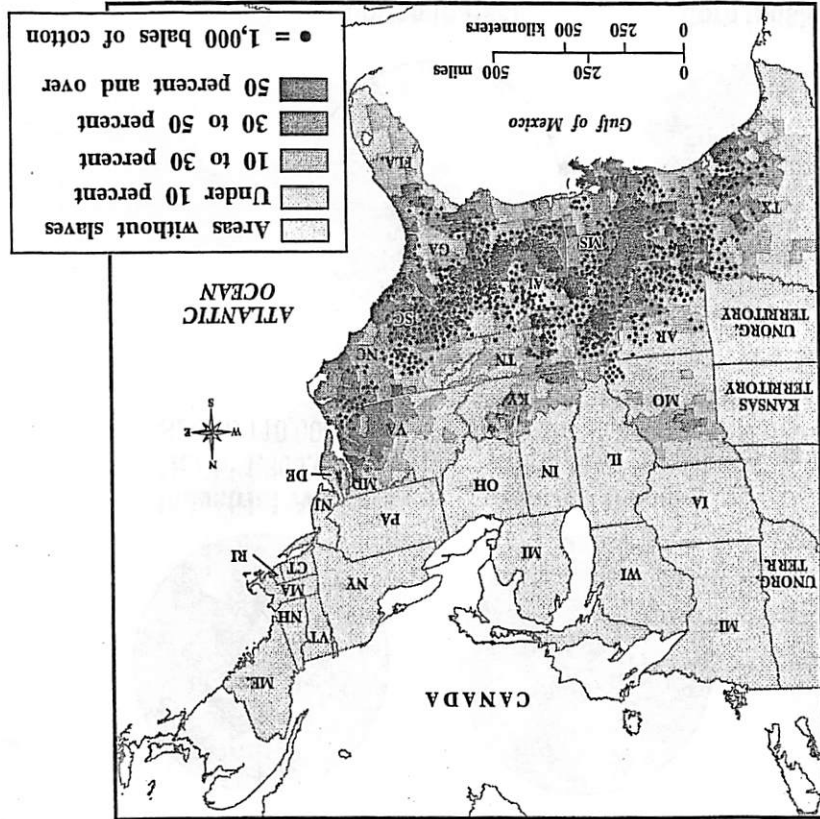 CANADA
ME.
MI
UNORG.
TERR.
WI
VT
NH
NY
MA
CT
RI
MI
IA
PA
NJ
OH
IN
IL
MD
DE
KANSAS
TERRITORY
MO
KY
VA
N
W E
S
TN
NC
UNORG.
TERRITORY
AR
SC
ATLANTIC
OCEAN
AL
MS
GA
TX
FLA.
Gulf of Mexico
0 250 500 miles
0 250 500 kilometers
Areas without slaves
Under 10 percent
10 to 30 percent
30 to 50 percent
50 percent and over
• = 1,000 bales of cotton